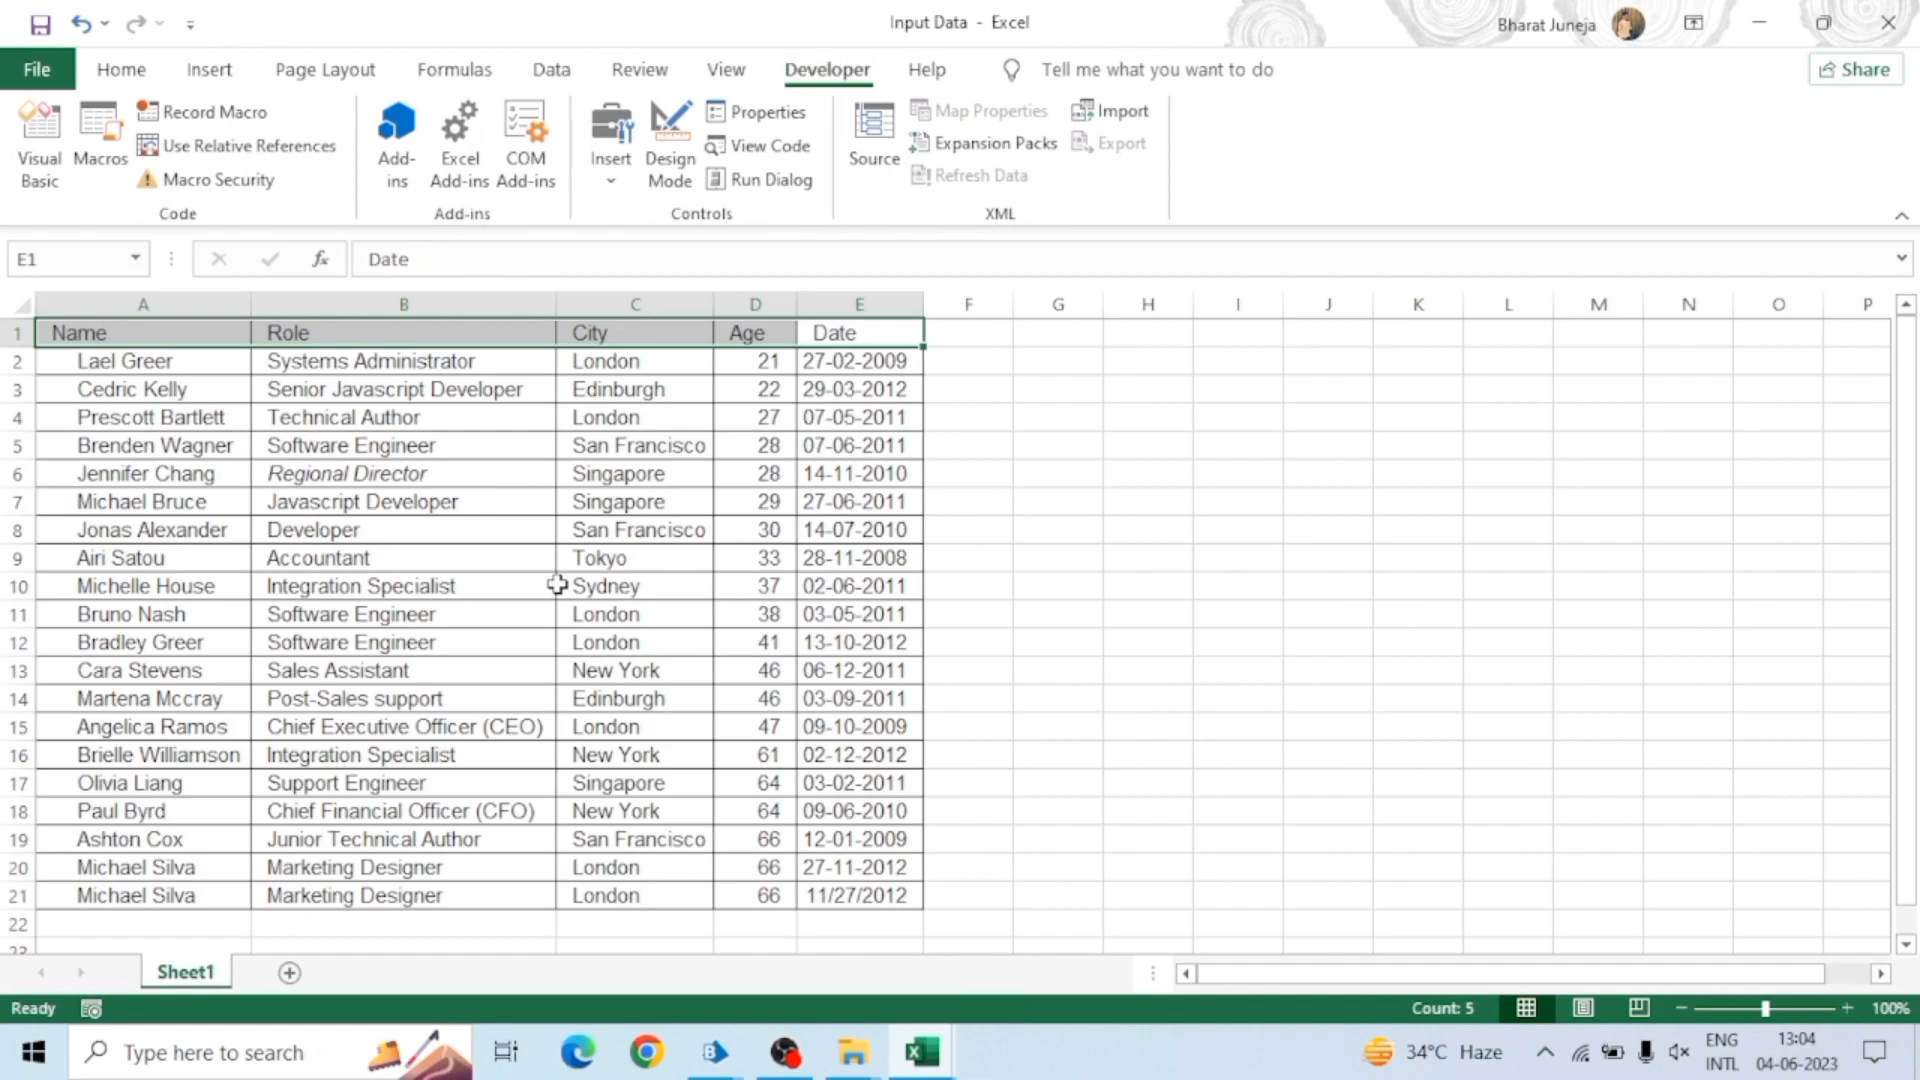 Input Data - Excel
Bharat Juneja
File Home Insert Page Layout Formulas Data Review View Developer Help Tell me what you want to do Share
Visual Basic
Macros
Record Macro
Use Relative References
Macro Security
Code
Add-ins
Excel Add-ins
COM Add-ins
Add-ins
Insert
Design Mode
Properties
View Code
Run Dialog
Controls
Source
Map Properties
Expansion Packs
Refresh Data
Import
Export
XML
E1 fx Date
A B C D E F G H I J K L M N O P
1 Name Role City Age Date
2 Lael Greer Systems Administrator London 21 27-02-2009
3 Cedric Kelly Senior Javascript Developer Edinburgh 22 29-03-2012
4 Prescott Bartlett Technical Author London 27 07-05-2011
5 Brenden Wagner Software Engineer San Francisco 28 07-06-2011
6 Jennifer Chang Regional Director Singapore 28 14-11-2010
7 Michael Bruce Javascript Developer Singapore 29 27-06-2011
8 Jonas Alexander Developer San Francisco 30 14-07-2010
9 Airi Satou Accountant Tokyo 33 28-11-2008
10 Michelle House Integration Specialist Sydney 37 02-06-2011
11 Bruno Nash Software Engineer London 38 03-05-2011
12 Bradley Greer Software Engineer London 41 13-10-2012
13 Cara Stevens Sales Assistant New York 46 06-12-2011
14 Martena Mccray Post-Sales support Edinburgh 46 03-09-2011
15 Angelica Ramos Chief Executive Officer (CEO) London 47 09-10-2009
16 Brielle Williamson Integration Specialist New York 61 02-12-2012
17 Olivia Liang Support Engineer Singapore 64 03-02-2011
18 Paul Byrd Chief Financial Officer (CFO) New York 64 09-06-2010
19 Ashton Cox Junior Technical Author San Francisco 66 12-01-2009
20 Michael Silva Marketing Designer London 66 27-11-2012
21 Michael Silva Marketing Designer London 66 11/27/2012
22
23
Sheet1
Ready Count: 5 100%
Type here to search 34°C Haze ENG INTL 13:04 04-06-2023